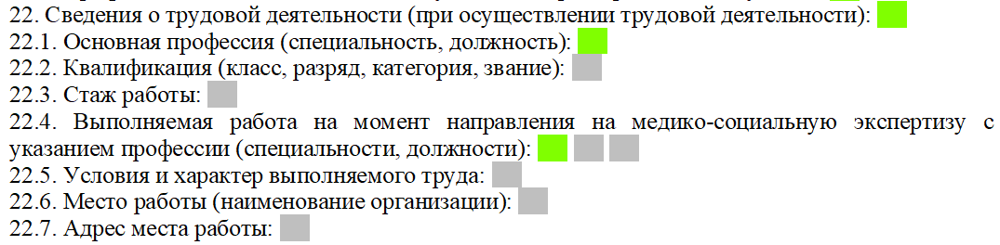 22. Сведения о трудовой деятельности (при осуществлении трудовой деятельности):
22.1. Основная профессия (специальность, должность):
22.2. Квалификация (класс, разряд, категория, звание):
22.3. Стаж работы:
22.4. Выполняемая работа на момент направления на медико-социальную экспертизу с
указанием профессии (специальности, должности):
22.5. Условия и характер выполняемого труда:
22.6. Место работы (наименование организации):
22.7. Адрес места работы: